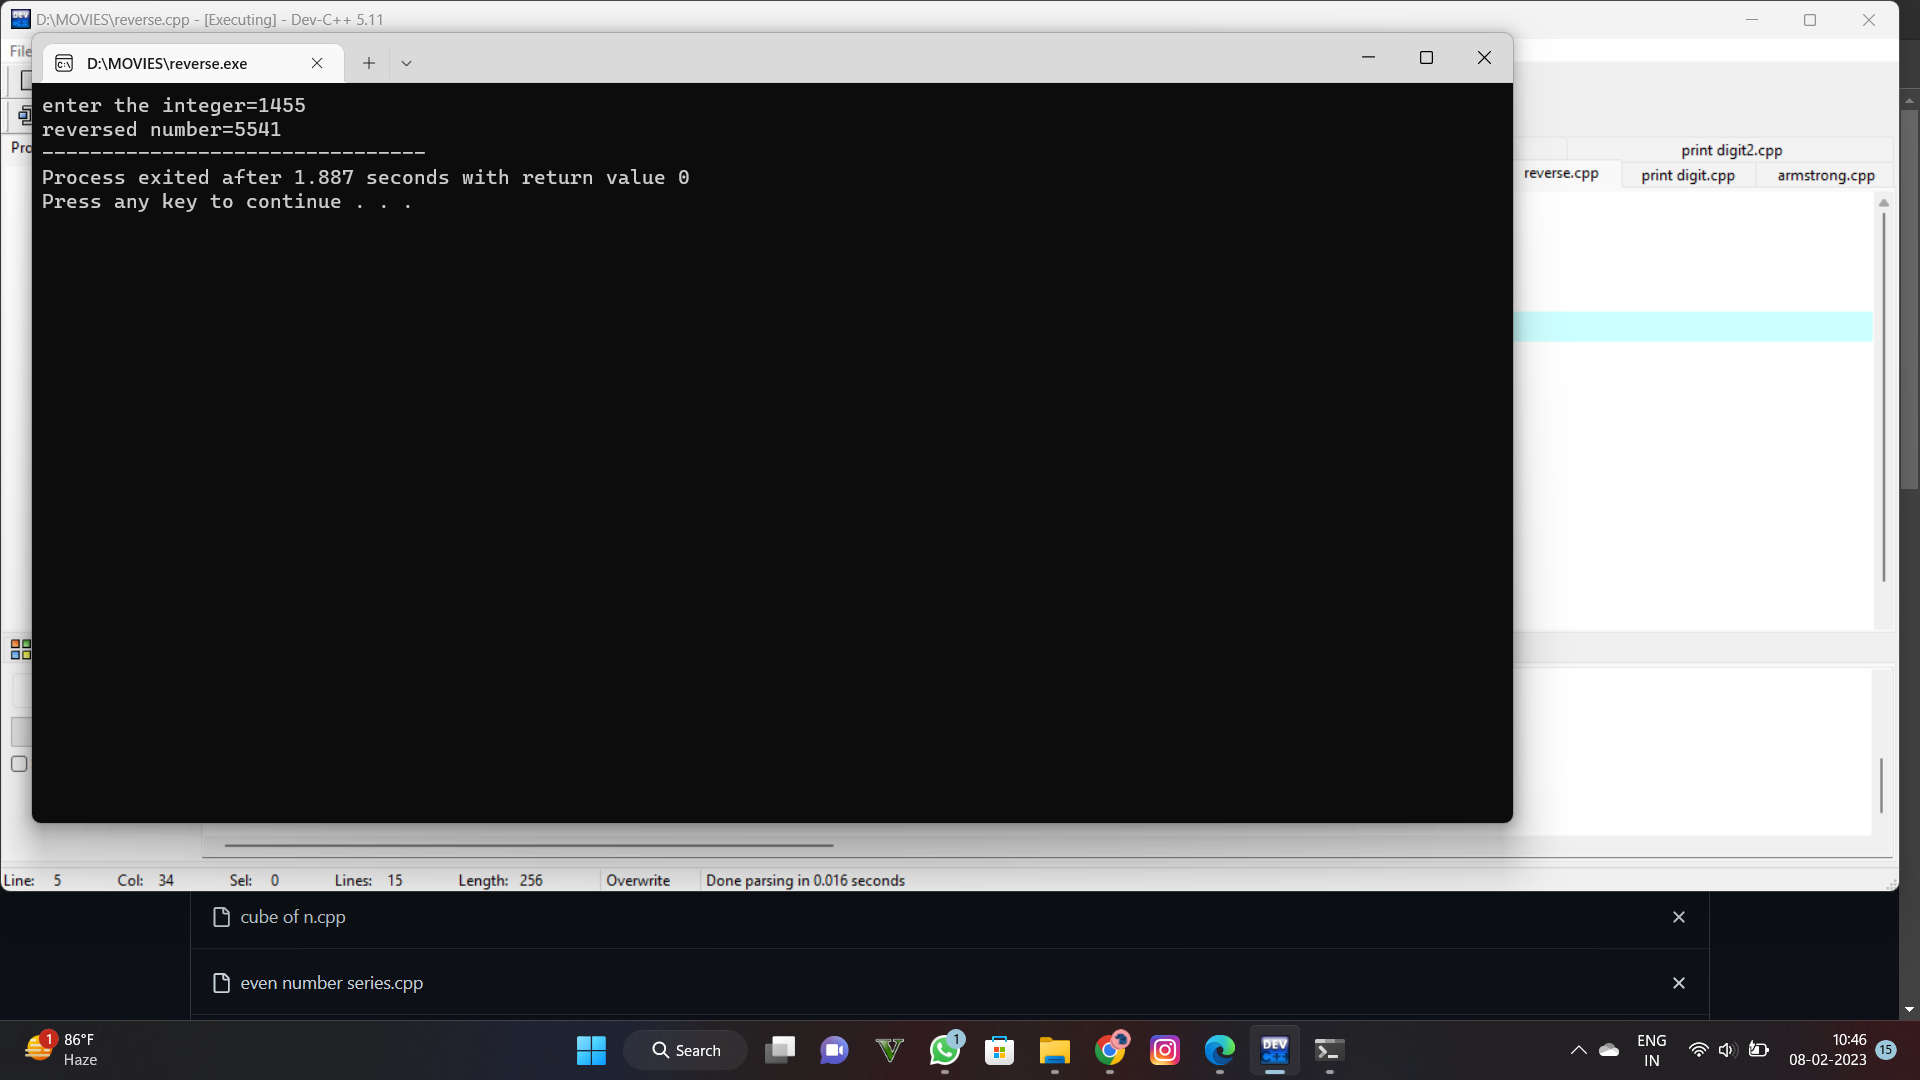 D:\MOVIES\reverse.cpp - [Executing] - Dev-C++ 5.11
File
D:\MOVIES\reverse.exe
enter the integer=1455
reversed number=5541
--------------------------------
Process exited after 1.887 seconds with return value 0
Press any key to continue . . .
Pro
print digit2.cpp
reverse.cpp
print digit.cpp
armstrong.cpp
Line: 5 Col: 34 Sel: 0 Lines: 15 Length: 256 Overwrite Done parsing in 0.016 seconds
cube of n.cpp
even number series.cpp
1
86°F
Haze
Search
1
DEV
C++
ENG
IN
10:46
08-02-2023
15